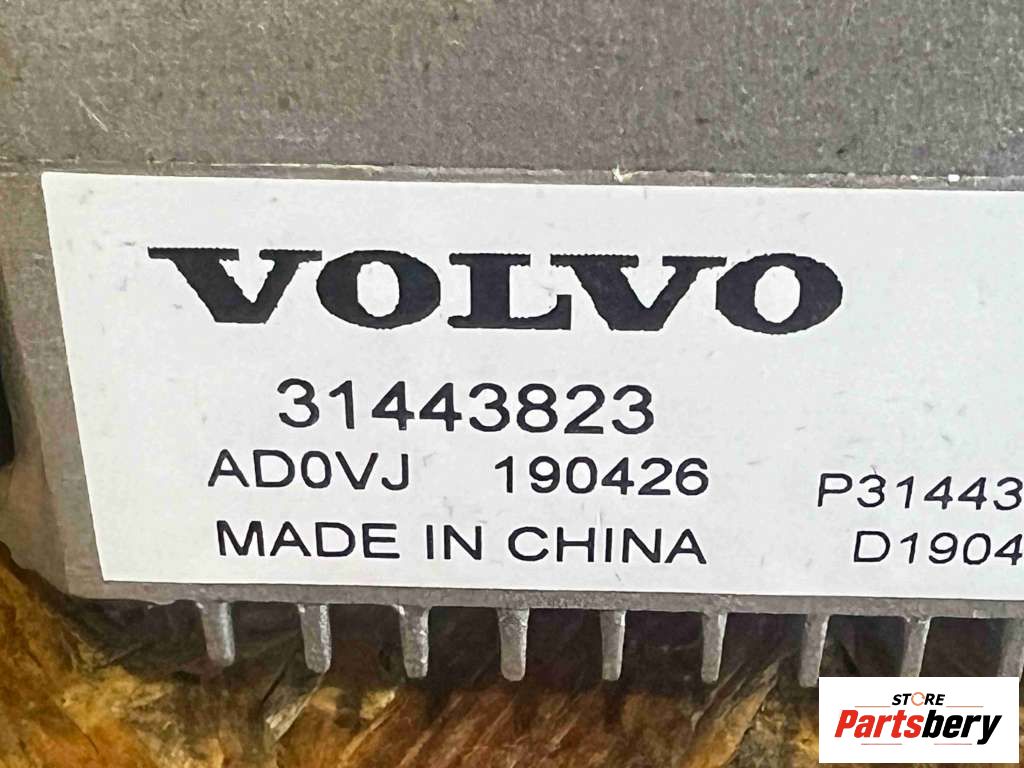 VOLVO
31443823
AD0VJ 190426 P31443
MADE IN CHINA D1904
STORE
Partsbery